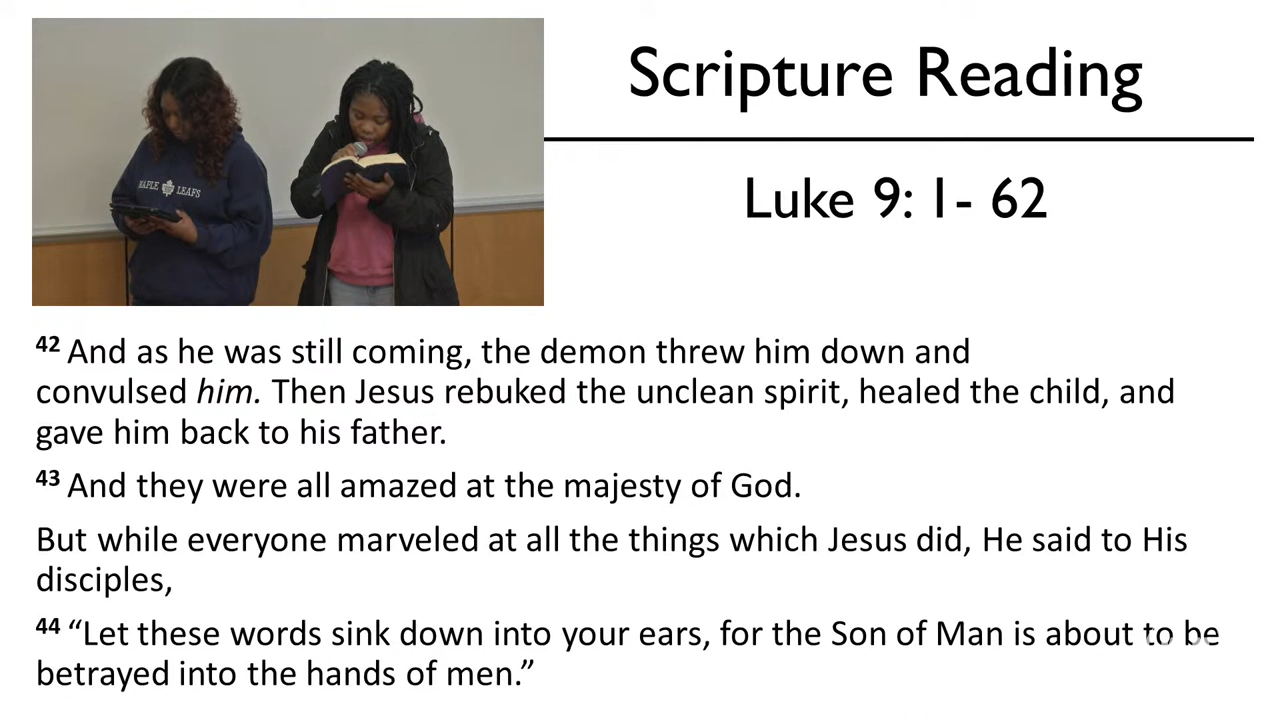 Scripture Reading
Luke 9: 1- 62
MAPLE LEAFS
42 And as he was still coming, the demon threw him down and
convulsed him. Then Jesus rebuked the unclean spirit, healed the child, and
gave him back to his father.
43 And they were all amazed at the majesty of God.
But while everyone marveled at all the things which Jesus did, He said to His
disciples,
44 “Let these words sink down into your ears, for the Son of Man is about to be
betrayed into the hands of men.”